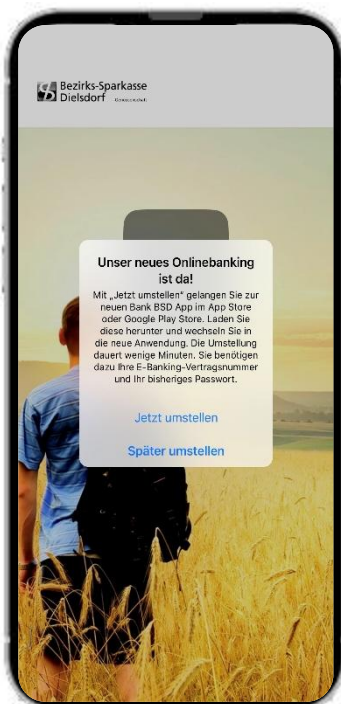 Bezirks-Sparkasse
Dielsdorf Genossenschaft
Unser neues Onlinebanking
ist da!
Mit „Jetzt umstellen“ gelangen Sie zur
neuen Bank BSD App im App Store
oder Google Play Store. Laden Sie
diese herunter und wechseln Sie in
die neue Anwendung. Die Umstellung
dauert wenige Minuten. Sie benötigen
dazu Ihre E-Banking-Vertragsnummer
und Ihr bisheriges Passwort.
Jetzt umstellen
Später umstellen